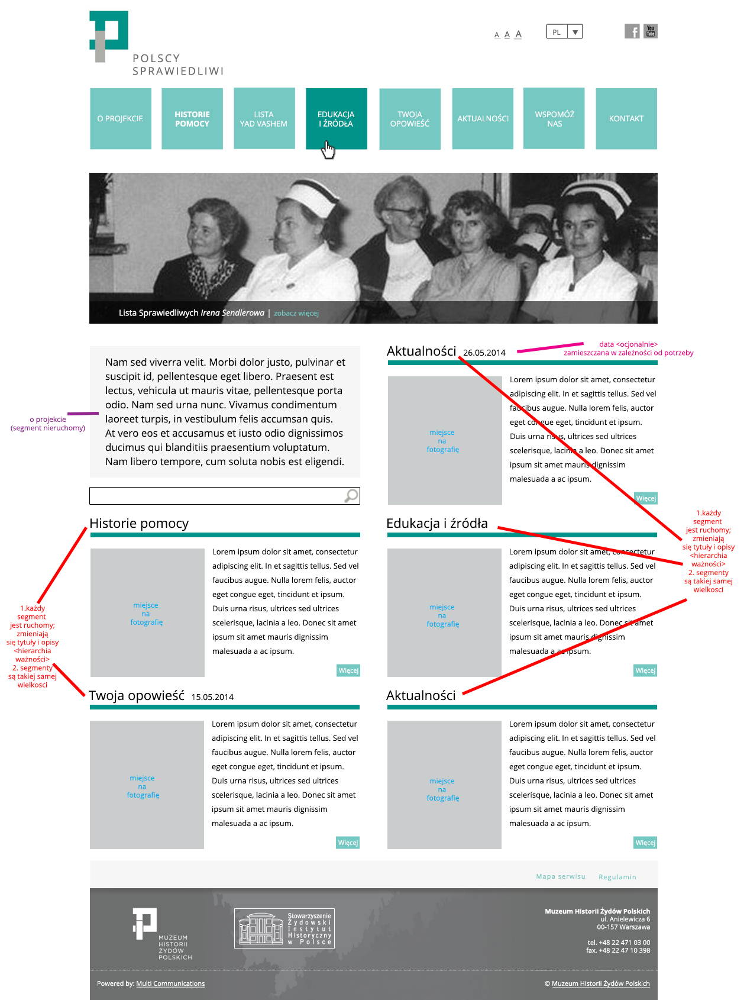 POLSCY
SPRAWIEDLIWI
A A A
PL
f
You
Tube
O PROJEKCIE
HISTORIE
POMOCY
LISTA
YAD VASHEM
EDUKACJA
I ŹRÓDŁA
TWOJA
OPOWIEŚĆ
AKTUALNOŚCI
WSPOMÓŻ
NAS
KONTAKT
Lista Sprawiedliwych Irena Sendlerowa | zobacz więcej
Nam sed viverra velit. Morbi dolor justo, pulvinar et
suscipit id, pellentesque eget libero. Praesent est
lectus, vehicula ut mauris vitae, pellentesque porta
odio. Nam sed urna nunc. Vivamus condimentum
laoreet turpis, in vestibulum felis accumsan quis.
At vero eos et accusamus et iusto odio dignissimos
ducimus qui blanditiis praesentium voluptatum.
Nam libero tempore, cum soluta nobis est eligendi.
o projekcie
(segment nieruchomy)
Aktualności 26.05.2014
data <ocjonalnie>
zamieszczana w zależności od potrzeby
miejsce
na
fotografię
Lorem ipsum dolor sit amet, consectetur
adipiscing elit. In et sagittis tellus. Sed vel
faucibus augue. Nulla lorem felis, auctor
eget congue eget, tincidunt et ipsum.
Duis urna risus, ultrices sed ultrices
scelerisque, lacinia a leo. Donec sit amet
ipsum sit amet mauris dignissim
malesuada a ac ipsum.
Więcej
1.każdy
segment
jest ruchomy;
zmieniają
się tytuły i opisy
<hierarchia
ważności>
2. segmenty
są takiej samej
wielkosci
Historie pomocy
miejsce
na
fotografię
Lorem ipsum dolor sit amet, consectetur
adipiscing elit. In et sagittis tellus. Sed vel
faucibus augue. Nulla lorem felis, auctor
eget congue eget, tincidunt et ipsum.
Duis urna risus, ultrices sed ultrices
scelerisque, lacinia a leo. Donec sit amet
ipsum sit amet mauris dignissim
malesuada a ac ipsum.
Więcej
Edukacja i źródła
miejsce
na
fotografię
Lorem ipsum dolor sit amet, consectetur
adipiscing elit. In et sagittis tellus. Sed vel
faucibus augue. Nulla lorem felis, auctor
eget congue eget, tincidunt et ipsum.
Duis urna risus, ultrices sed ultrices
scelerisque, lacinia a leo. Donec sit amet
ipsum sit amet mauris dignissim
malesuada a ac ipsum.
Więcej
1.każdy
segment
jest ruchomy;
zmieniają
się tytuły i opisy
<hierarchia
ważności>
2. segmenty
są takiej samej
wielkosci
Twoja opowieść 15.05.2014
miejsce
na
fotografię
Lorem ipsum dolor sit amet, consectetur
adipiscing elit. In et sagittis tellus. Sed vel
faucibus augue. Nulla lorem felis, auctor
eget congue eget, tincidunt et ipsum.
Duis urna risus, ultrices sed ultrices
scelerisque, lacinia a leo. Donec sit amet
ipsum sit amet mauris dignissim
malesuada a ac ipsum.
Więcej
Aktualności
miejsce
na
fotografię
Lorem ipsum dolor sit amet, consectetur
adipiscing elit. In et sagittis tellus. Sed vel
faucibus augue. Nulla lorem felis, auctor
eget congue eget, tincidunt et ipsum.
Duis urna risus, ultrices sed ultrices
scelerisque, lacinia a leo. Donec sit amet
ipsum sit amet mauris dignissim
malesuada a ac ipsum.
Więcej
Mapa serwisu Regulamin
MUZEUM
HISTORII
ŻYDÓW
POLSKICH
Stowarzyszenie
Żydowski
Instytut
Historyczny
w Polsce
Muzeum Historii Żydów Polskich
ul. Anielewicza 6
00-157 Warszawa
tel. +48 22 471 03 00
fax. +48 22 47 10 398
Powered by: Multi Communications
© Muzeum Historii Żydów Polskich